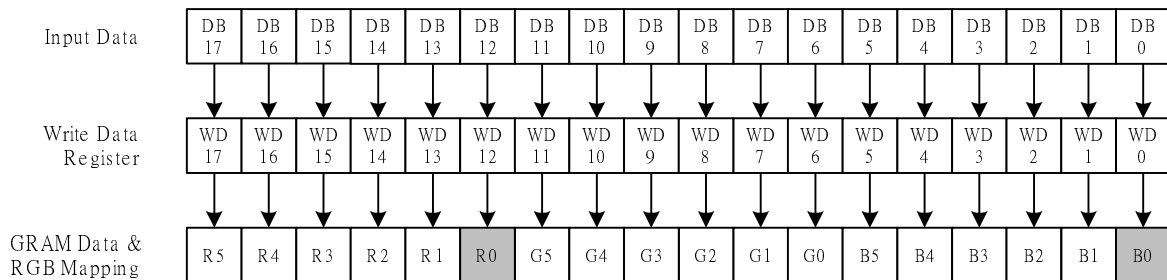 Input Data DB DB DB DB DB DB DB DB DB DB DB DB DB DB DB DB DB DB
17 16 15 14 13 12 11 10 9 8 7 6 5 4 3 2 1 0
Write Data WD WD WD WD WD WD WD WD WD WD WD WD WD WD WD WD WD WD
Register 17 16 15 14 13 12 11 10 9 8 7 6 5 4 3 2 1 0
GRAM Data &
RGB Mapping R5 R4 R3 R2 R1 R0 G5 G4 G3 G2 G1 G0 B5 B4 B3 B2 B1 B0